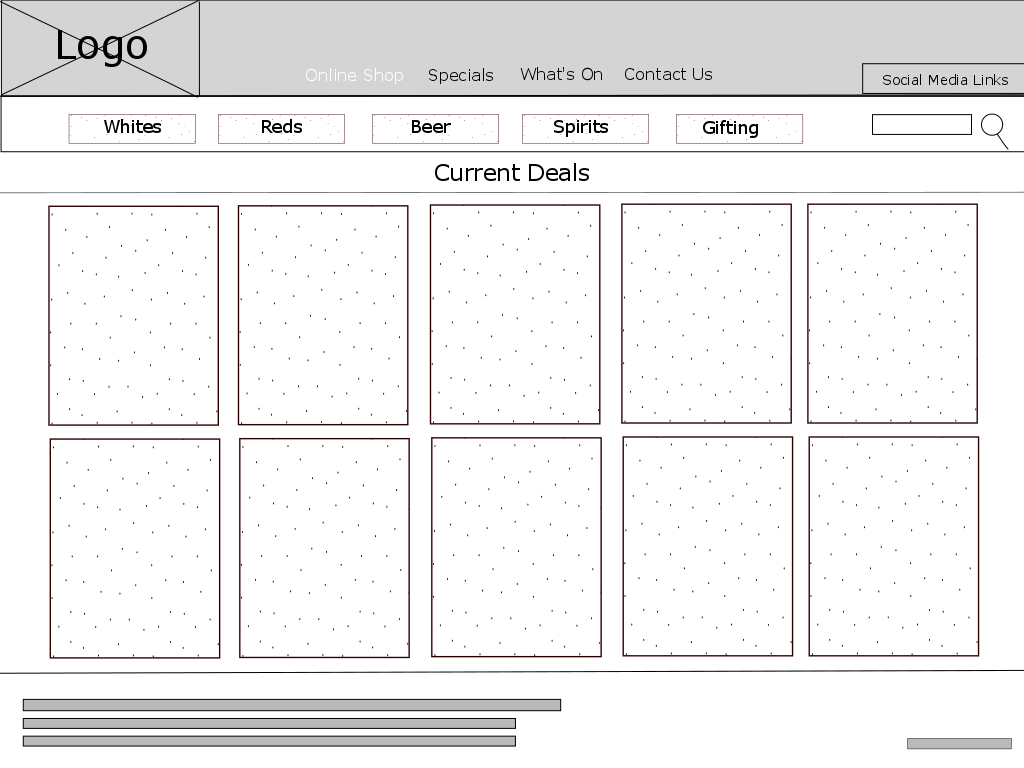 Logo
Online Shop Specials What's On Contact Us
Social Media Links
Whites Reds Beer Spirits Gifting
Current Deals